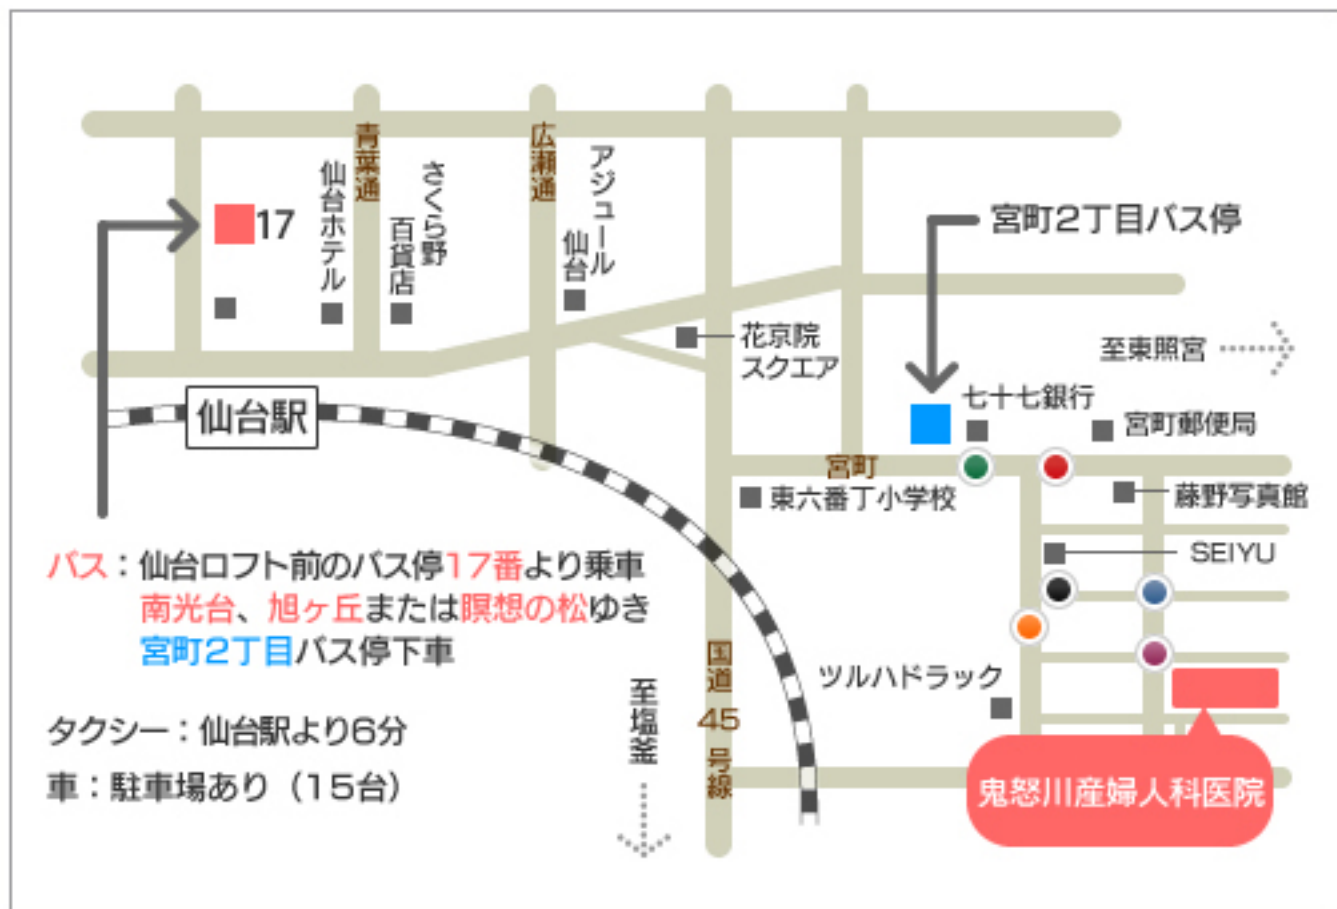 青葉通
広瀬通
17
仙台ホテル
さくら野
百貨店
アジュール
仙台
宮町2丁目バス停
花京院
スクエア
至東照宮
七十七銀行
宮町郵便局
仙台駅
宮町
東六番丁小学校
藤野写真館
SEIYU
バス：仙台ロフト前のバス停17番より乗車
南光台、旭ヶ丘または瞑想の松ゆき
宮町2丁目バス停下車
国道45号線
至塩釜
ツルハドラック
タクシー：仙台駅より6分
車：駐車場あり（15台）
鬼怒川産婦人科医院